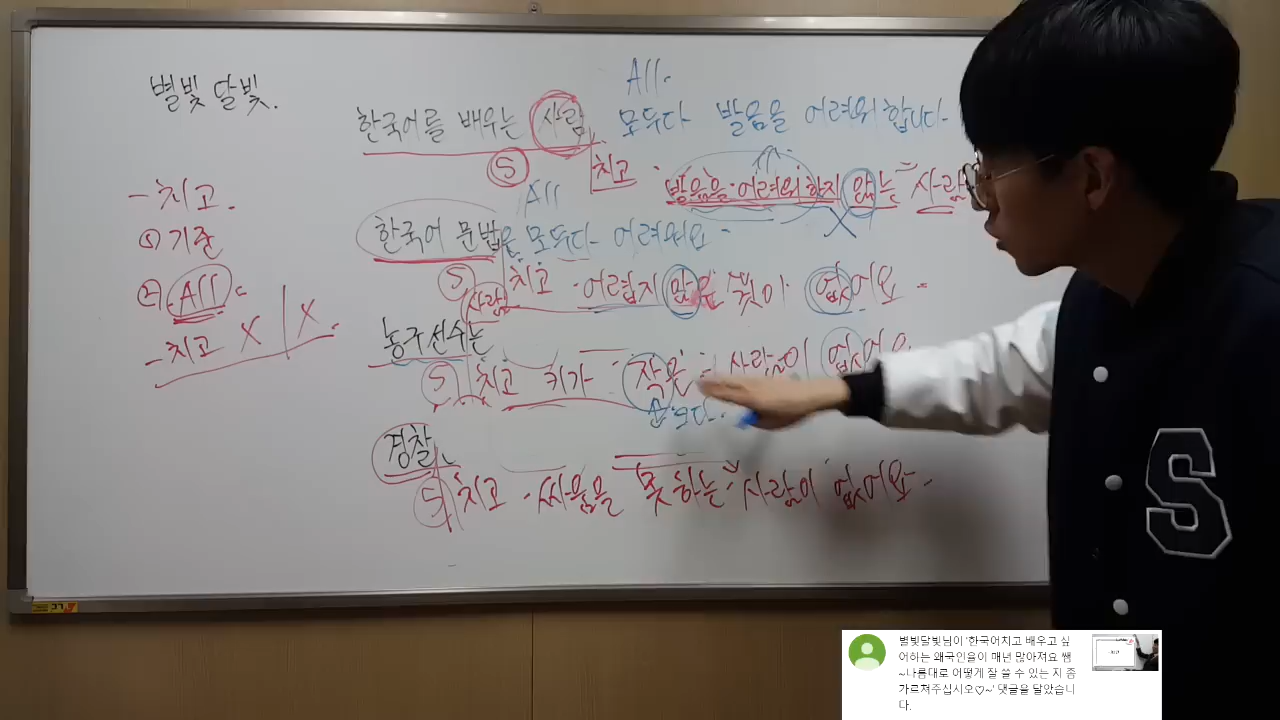 별빛 달빛.
All.
한국어를 배우는 사람 모두다 발음을 어려워합니다.
S 치고 발음을 어려워 하지 않는 사람
- 치고.
① 기준
② All
- 치고 X | X.
All
한국어 문법을 모두다 어려워요.
S 치고 어렵지 않은 것이 없어요.
사람
농구선수는
S 치고 키가 작은 사람이 없어요
습니다.
경찰
S 치고 싸움을 못하는 사람이 없어요.
S
별빛달빛님이 '한국어치고 배우고 싶
어하는 왜국인을이 매년 많아져요 쌤
~나름대로 어떻게 잘 쓸 수 있는 지 좀
가르쳐주십시오♡~' 댓글을 달았습니
다.